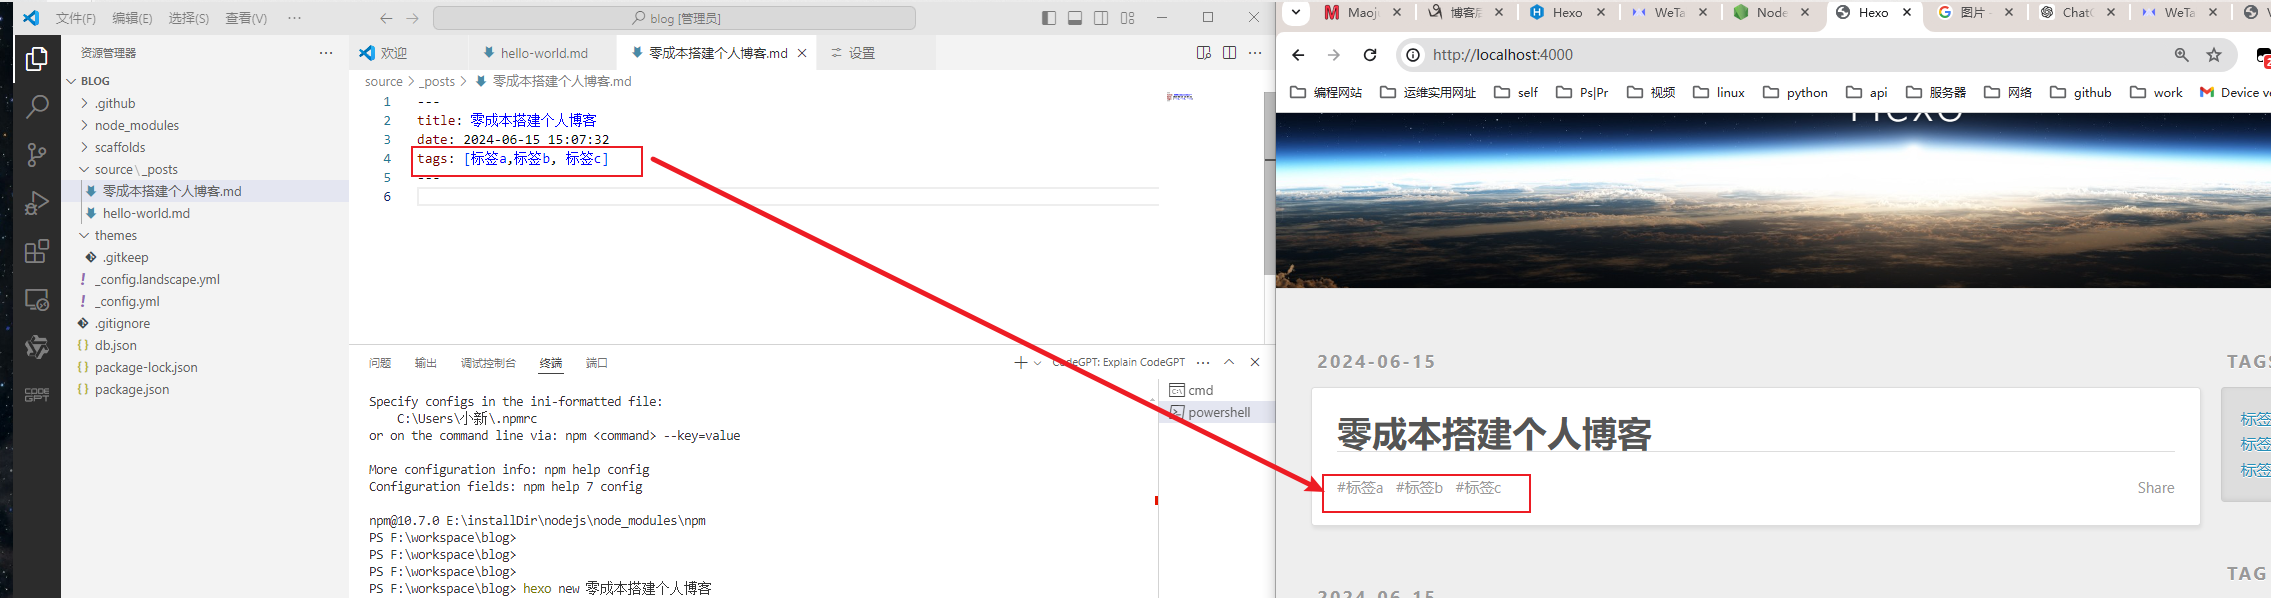 文件(F) 编辑(E) 选择(S) 查看(V) ··· blog [管理员]
资源管理器 ···
BLOG
.github
node_modules
scaffolds
source\_posts
零成本搭建个人博客.md
hello-world.md
themes
.gitkeep
_config.landscape.yml
_config.yml
.gitignore
db.json
package-lock.json
package.json
欢迎 hello-world.md 零成本搭建个人博客.md 设置
source > _posts > 零成本搭建个人博客.md
1 ---
2 title: 零成本搭建个人博客
3 date: 2024-06-15 15:07:32
4 tags: [标签a,标签b, 标签c]
5 ---
6
问题 输出 调试控制台 终端 端口 CodeGPT: Explain CodeGPT ···
cmd
powershell
Specify configs in the ini-formatted file:
C:\Users\小新\.npmrc
or on the command line via: npm <command> --key=value
More configuration info: npm help config
Configuration fields: npm help 7 config
npm@10.7.0 E:\installDir\nodejs\node_modules\npm
PS F:\workspace\blog>
PS F:\workspace\blog>
PS F:\workspace\blog>
PS F:\workspace\blog> hexo new 零成本搭建个人博客
CODE
GPT
Maoji 博客 Hexo WeTa Node Hexo 图片 - Chat WeTa
http://localhost:4000
编程网站 运维实用网址 self Ps|Pr 视频 linux python api 服务器 网络 github work Device ve
Hexo
2024-06-15
零成本搭建个人博客
#标签a #标签b #标签c Share
TAGS
标签
标签
标签
TAG
2024-06-15